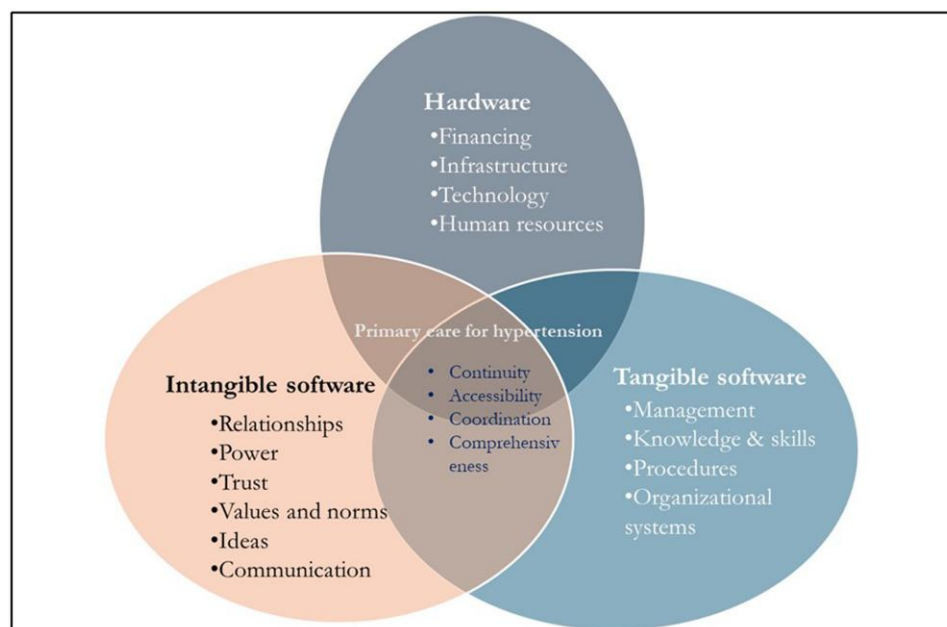 Hardware
•Financing
•Infrastructure
•Technology
•Human resources
Primary care for hypertension
• Continuity
• Accessibility
• Coordination
• Comprehensiv
eness
Intangible software
•Relationships
•Power
•Trust
•Values and norms
•Ideas
•Communication
Tangible software
•Management
•Knowledge & skills
•Procedures
•Organizational
systems